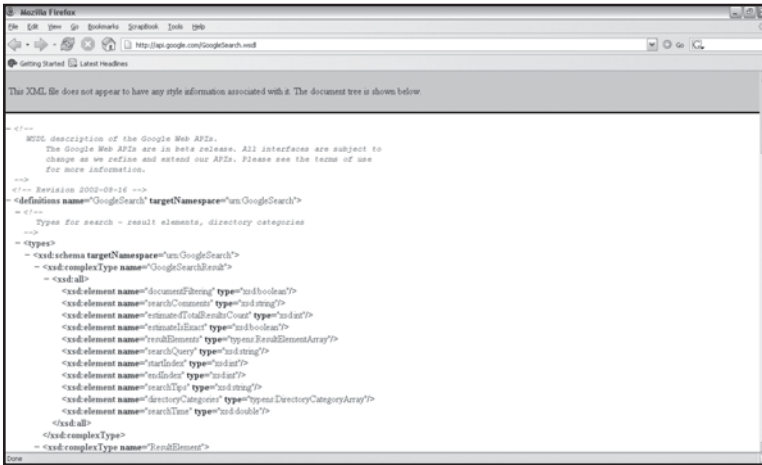 Mozilla Firefox
File Edit View Go Bookmarks ScrapBook Tools Help
http://api.google.com/GoogleSearch.wsdl Go
Getting Started Latest Headlines
This XML file does not appear to have any style information associated with it. The document tree is shown below.
- <!--
WSDL description of the Google Web APIs.
The Google Web APIs are in beta release. All interfaces are subject to
change as we refine and extend our APIs. Please see the terms of use
for more information.
-->
<!-- Revision 2002-08-16 -->
- <definitions name="GoogleSearch" targetNamespace="urn:GoogleSearch">
- <!--
Types for search - result elements, directory categories
-->
- <types>
- <xsd:schema targetNamespace="urn:GoogleSearch">
- <xsd:complexType name="GoogleSearchResult">
- <xsd:all>
<xsd:element name="documentFiltering" type="xsd:boolean"/>
<xsd:element name="searchComments" type="xsd:string"/>
<xsd:element name="estimatedTotalResultsCount" type="xsd:int"/>
<xsd:element name="estimateIsExact" type="xsd:boolean"/>
<xsd:element name="resultElements" type="typens:ResultElementArray"/>
<xsd:element name="searchQuery" type="xsd:string"/>
<xsd:element name="startIndex" type="xsd:int"/>
<xsd:element name="endIndex" type="xsd:int"/>
<xsd:element name="searchTips" type="xsd:string"/>
<xsd:element name="directoryCategories" type="typens:DirectoryCategoryArray"/>
<xsd:element name="searchTime" type="xsd:double"/>
</xsd:all>
</xsd:complexType>
- <xsd:complexType name="ResultElement">
Done